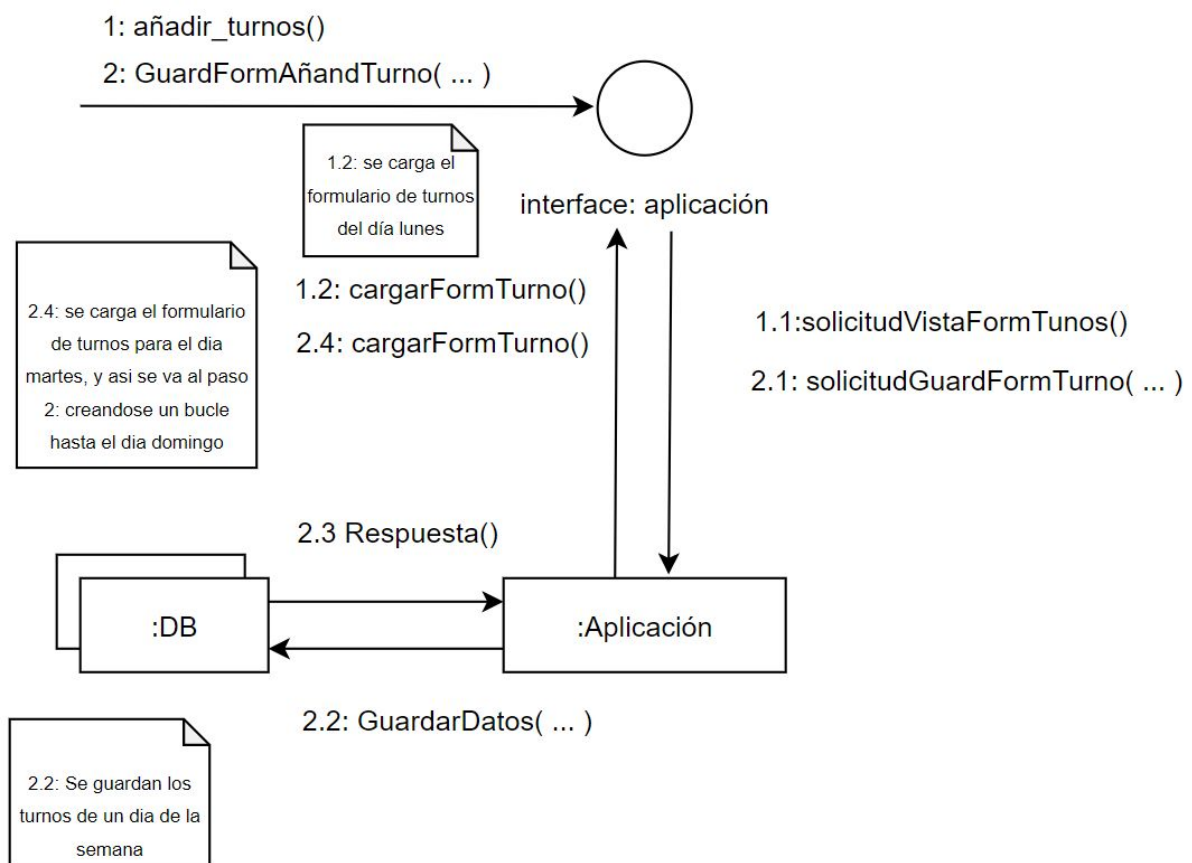 1: añadir_turnos()
2: GuardFormAñandTurno( ... )
1.2: se carga el
formulario de turnos
del día lunes
interface: aplicación
2.4: se carga el formulario
de turnos para el dia
martes, y asi se va al paso
2: creandose un bucle
hasta el dia domingo
1.2: cargarFormTurno()
2.4: cargarFormTurno()
1.1:solicitudVistaFormTunos()
2.1: solicitudGuardFormTurno( ... )
2.3 Respuesta()
:DB
:Aplicación
2.2: GuardarDatos( ... )
2.2: Se guardan los
turnos de un dia de la
semana